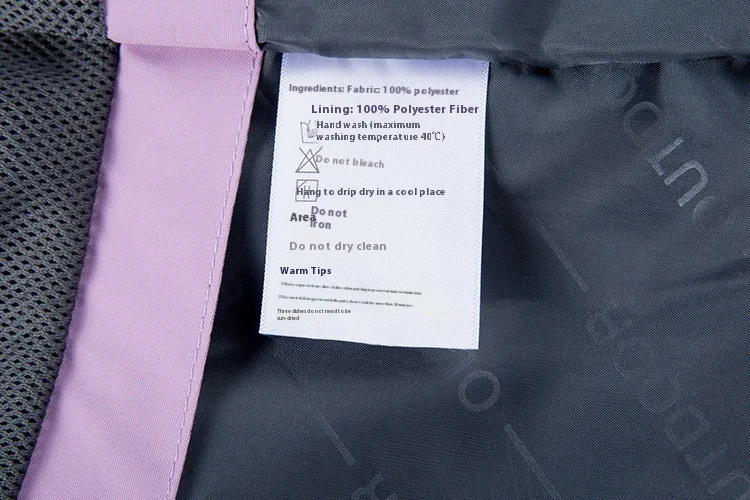 Ingredients: Fabric: 100% polyester
Lining: 100% Polyester Fiber
Hand wash (maximum
washing temperature 40℃)
Do not bleach
Hang to drip dry in a cool place
Area
Do not
Iron
Do not dry clean
Warm Tips
Three dishes do not need to be
sun-dried
OUTD
OUTDOOR
O